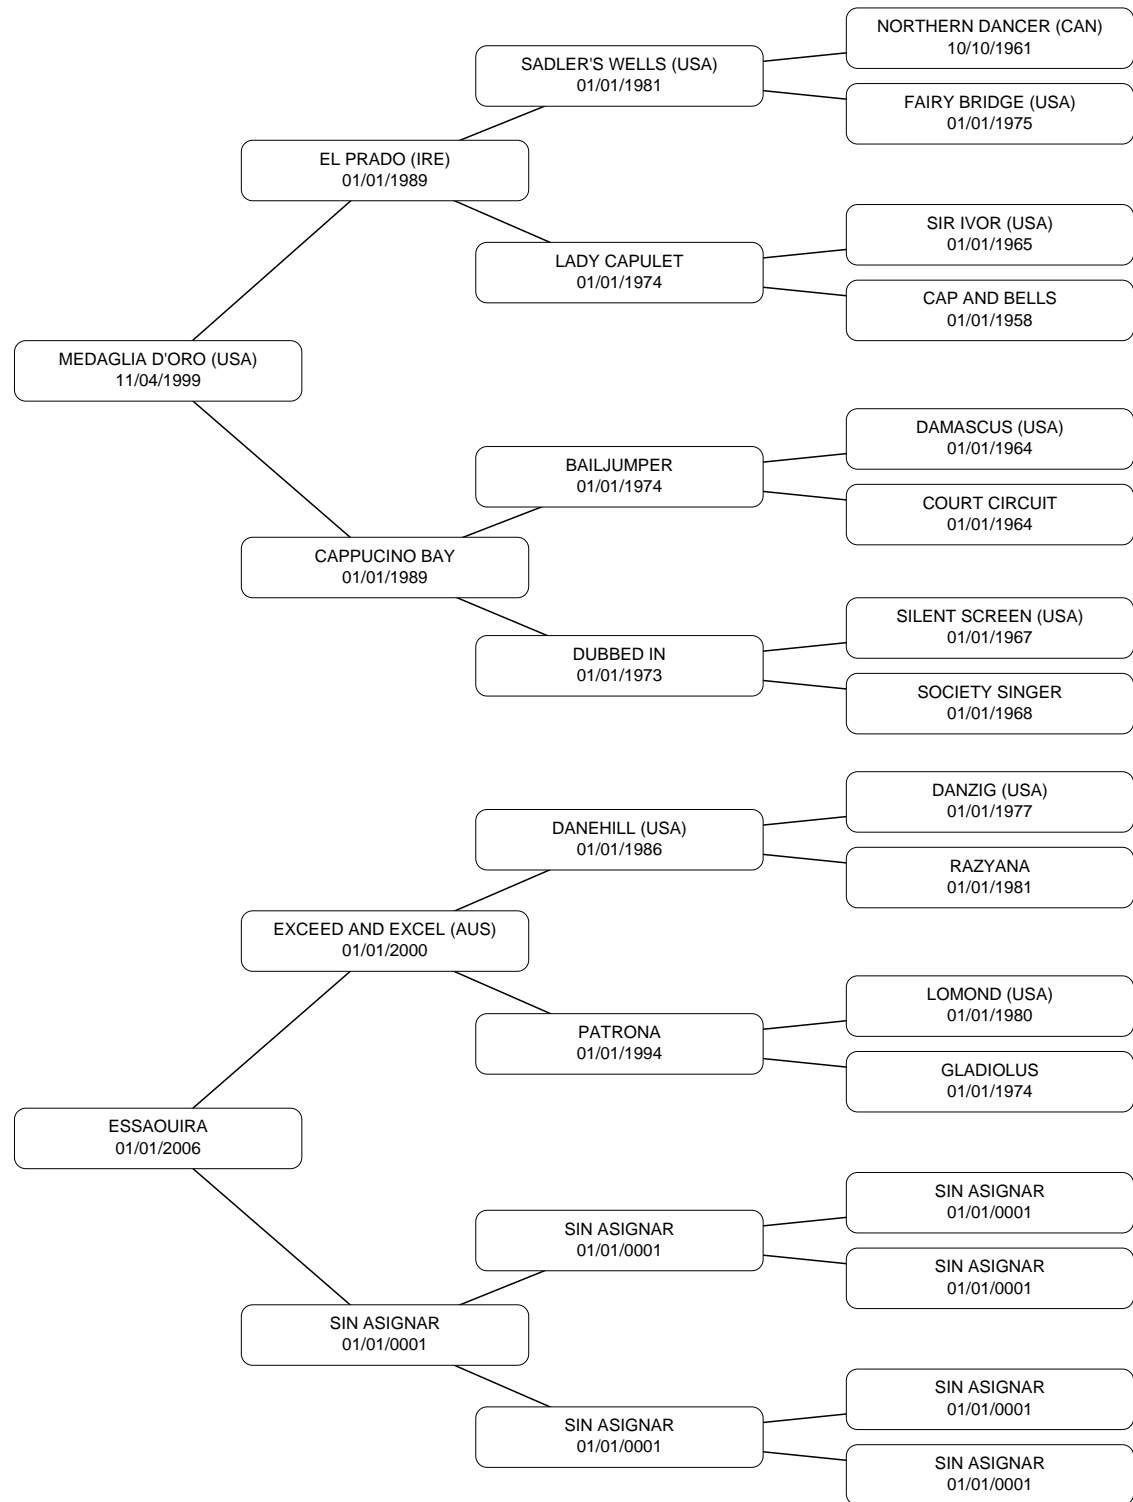 NORTHERN DANCER (CAN)
10/10/1961
SADLER'S WELLS (USA)
01/01/1981
FAIRY BRIDGE (USA)
01/01/1975
EL PRADO (IRE)
01/01/1989
SIR IVOR (USA)
01/01/1965
LADY CAPULET
01/01/1974
CAP AND BELLS
01/01/1958
MEDAGLIA D'ORO (USA)
11/04/1999
DAMASCUS (USA)
01/01/1964
BAILJUMPER
01/01/1974
COURT CIRCUIT
01/01/1964
CAPPUCINO BAY
01/01/1989
SILENT SCREEN (USA)
01/01/1967
DUBBED IN
01/01/1973
SOCIETY SINGER
01/01/1968
DANZIG (USA)
01/01/1977
DANEHILL (USA)
01/01/1986
RAZYANA
01/01/1981
EXCEED AND EXCEL (AUS)
01/01/2000
LOMOND (USA)
01/01/1980
PATRONA
01/01/1994
GLADIOLUS
01/01/1974
ESSAOUIRA
01/01/2006
SIN ASIGNAR
01/01/0001
SIN ASIGNAR
01/01/0001
SIN ASIGNAR
01/01/0001
SIN ASIGNAR
01/01/0001
SIN ASIGNAR
01/01/0001
SIN ASIGNAR
01/01/0001
SIN ASIGNAR
01/01/0001